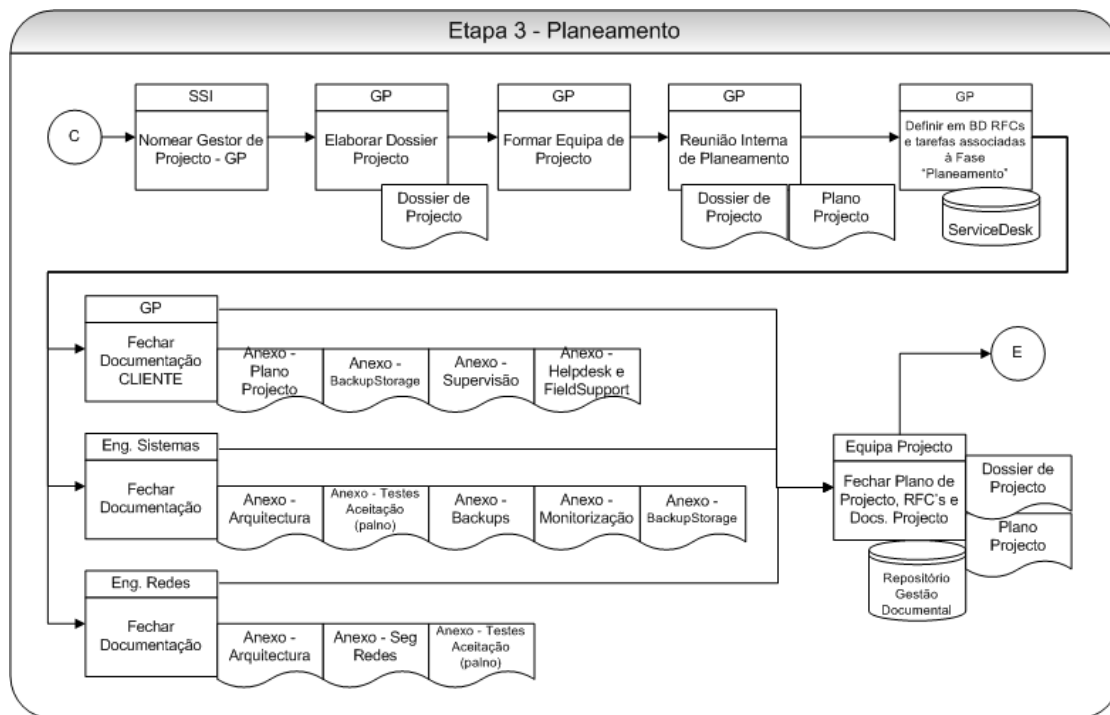 Etapa 3 - Planeamento
C
SSI
Nomear Gestor de
Projecto - GP
GP
Elaborar Dossier
Projecto
Dossier de
Projecto
GP
Formar Equipa de
Projecto
GP
Reunião Interna
de Planeamento
Dossier de
Projecto
Plano
Projecto
GP
Definir em BD RFCs
e tarefas associadas
à Fase
"Planeamento"
ServiceDesk
GP
Fechar
Documentação
CLIENTE
Anexo -
Plano
Projecto
Anexo -
BackupStorage
Anexo -
Supervisão
Anexo -
Helpdesk e
FieldSupport
E
Eng. Sistemas
Fechar
Documentação
Anexo -
Arquitectura
Anexo - Testes
Aceitação
(palno)
Anexo -
Backups
Anexo -
Monitorização
Anexo -
BackupStorage
Equipa Projecto
Fechar Plano de
Projecto, RFC's e
Docs. Projecto
Dossier de
Projecto
Plano
Projecto
Repositório
Gestão
Documental
Eng. Redes
Fechar
Documentação
Anexo -
Arquitectura
Anexo - Seg
Redes
Anexo - Testes
Aceitação
(palno)